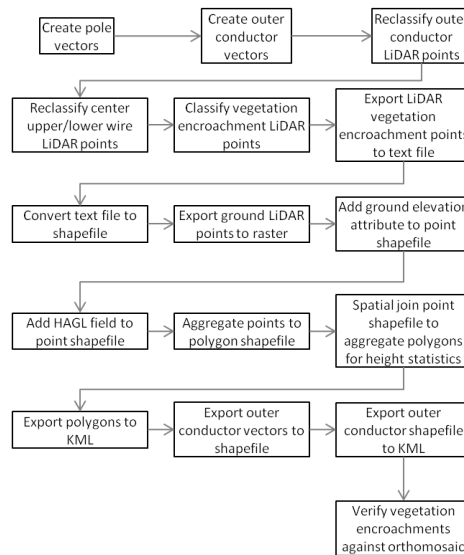 Create pole
vectors
Create outer
conductor
vectors
Reclassify outer
conductor
LiDAR points
Reclassify center
upper/lower wire
LiDAR points
Classify vegetation
encroachment LiDAR
points
Export LiDAR
vegetation
encroachment points
to text file
Convert text file to
shapefile
Export ground LiDAR
points to raster
Add ground elevation
attribute to point
shapefile
Add HAGL field to
point shapefile
Aggregate points to
polygon shapefile
Spatial join point
shapefile to
aggregate polygons
for height statistics
Export polygons to
KML
Export outer
conductor vectors to
shapefile
Export outer
conductor shapefile
to KML
Verify vegetation
encroachments
against orthomosaic